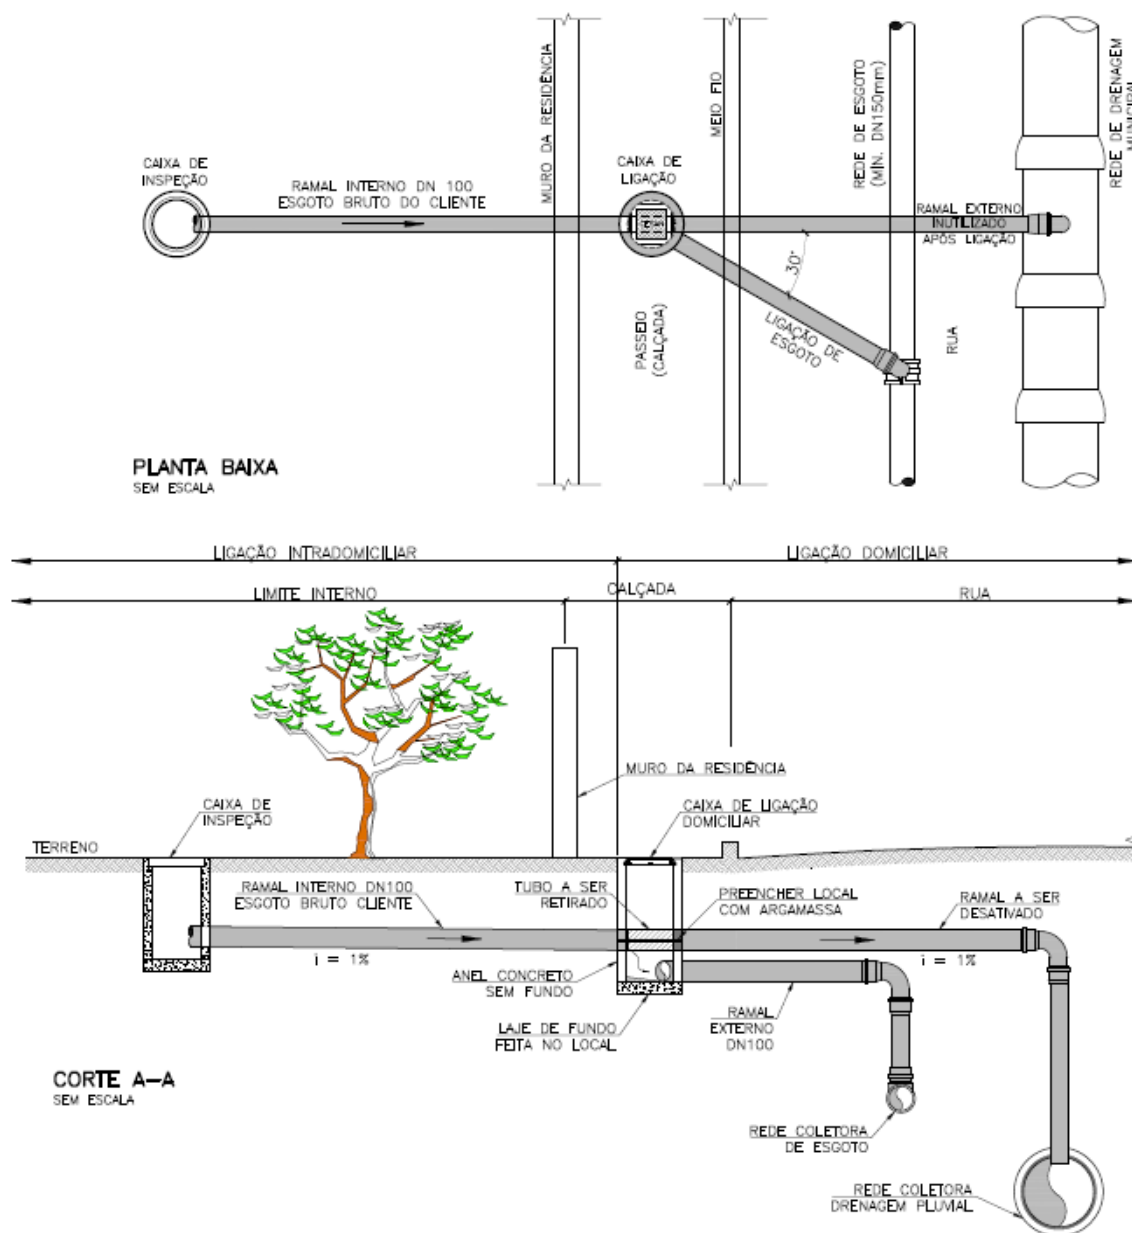 MURO DA RESIDÊNCIA
MEIO FIO
REDE DE ESGOTO
(MÍN. DN150mm)
REDE DE DRENAGEM
MUNICIPAL
CAIXA DE
INSPEÇÃO
RAMAL INTERNO DN 100
ESGOTO BRUTO DO CLIENTE
CAIXA DE
LIGAÇÃO
RAMAL EXTERNO
INUTILIZADO
APÓS LIGAÇÃO
30°
LIGAÇÃO DE
ESGOTO
PASSEIO
(CALÇADA)
RUA
PLANTA BAIXA
SEM ESCALA
LIGAÇÃO INTRADOMICILIAR
LIGAÇÃO DOMICILIAR
LIMITE INTERNO
CALÇADA
RUA
MURO DA RESIDÊNCIA
CAIXA DE
INSPEÇÃO
CAIXA DE LIGAÇÃO
DOMICILIAR
TERRENO
RAMAL INTERNO DN100
ESGOTO BRUTO CLIENTE
TUBO A SER
RETIRADO
PREENCHER LOCAL
COM ARGAMASSA
RAMAL A SER
DESATIVADO
i = 1%
i = 1%
ANEL CONCRETO
SEM FUNDO
LAJE DE FUNDO
FEITA NO LOCAL
RAMAL
EXTERNO
DN100
CORTE A-A
SEM ESCALA
REDE COLETORA
DE ESGOTO
REDE COLETORA
DRENAGEM PLUVIAL